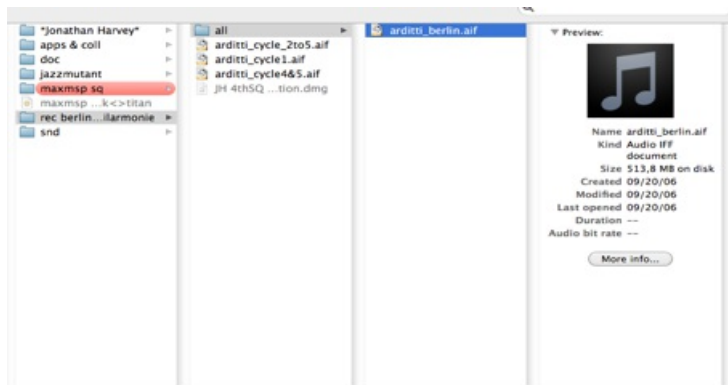 *Jonathan Harvey*
apps & coll
doc
jazzmutant
maxmsp sq
maxmsp ...k<>titan
rec berlin...ilarmonie
snd
all
arditti_cycle_2to5.aif
arditti_cycle1.aif
arditti_cycle4&5.aif
JH 4thSQ ...tion.dmg
arditti_berlin.aif
Preview:
Name arditti_berlin.aif
Kind Audio IFF
document
Size 513,8 MB on disk
Created 09/20/06
Modified 09/20/06
Last opened 09/20/06
Duration --
Audio bit rate --
More info...